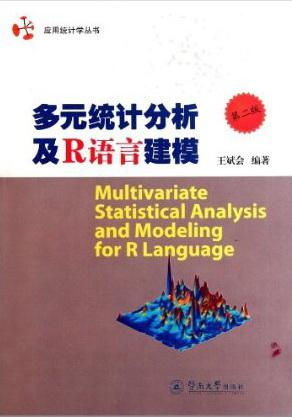 应用统计学丛书
多元统计分析
及R语言建模
第二版
王斌会 编著
Multivariate
Statistical Analysis
and Modeling
for R Language
暨南大学出版社